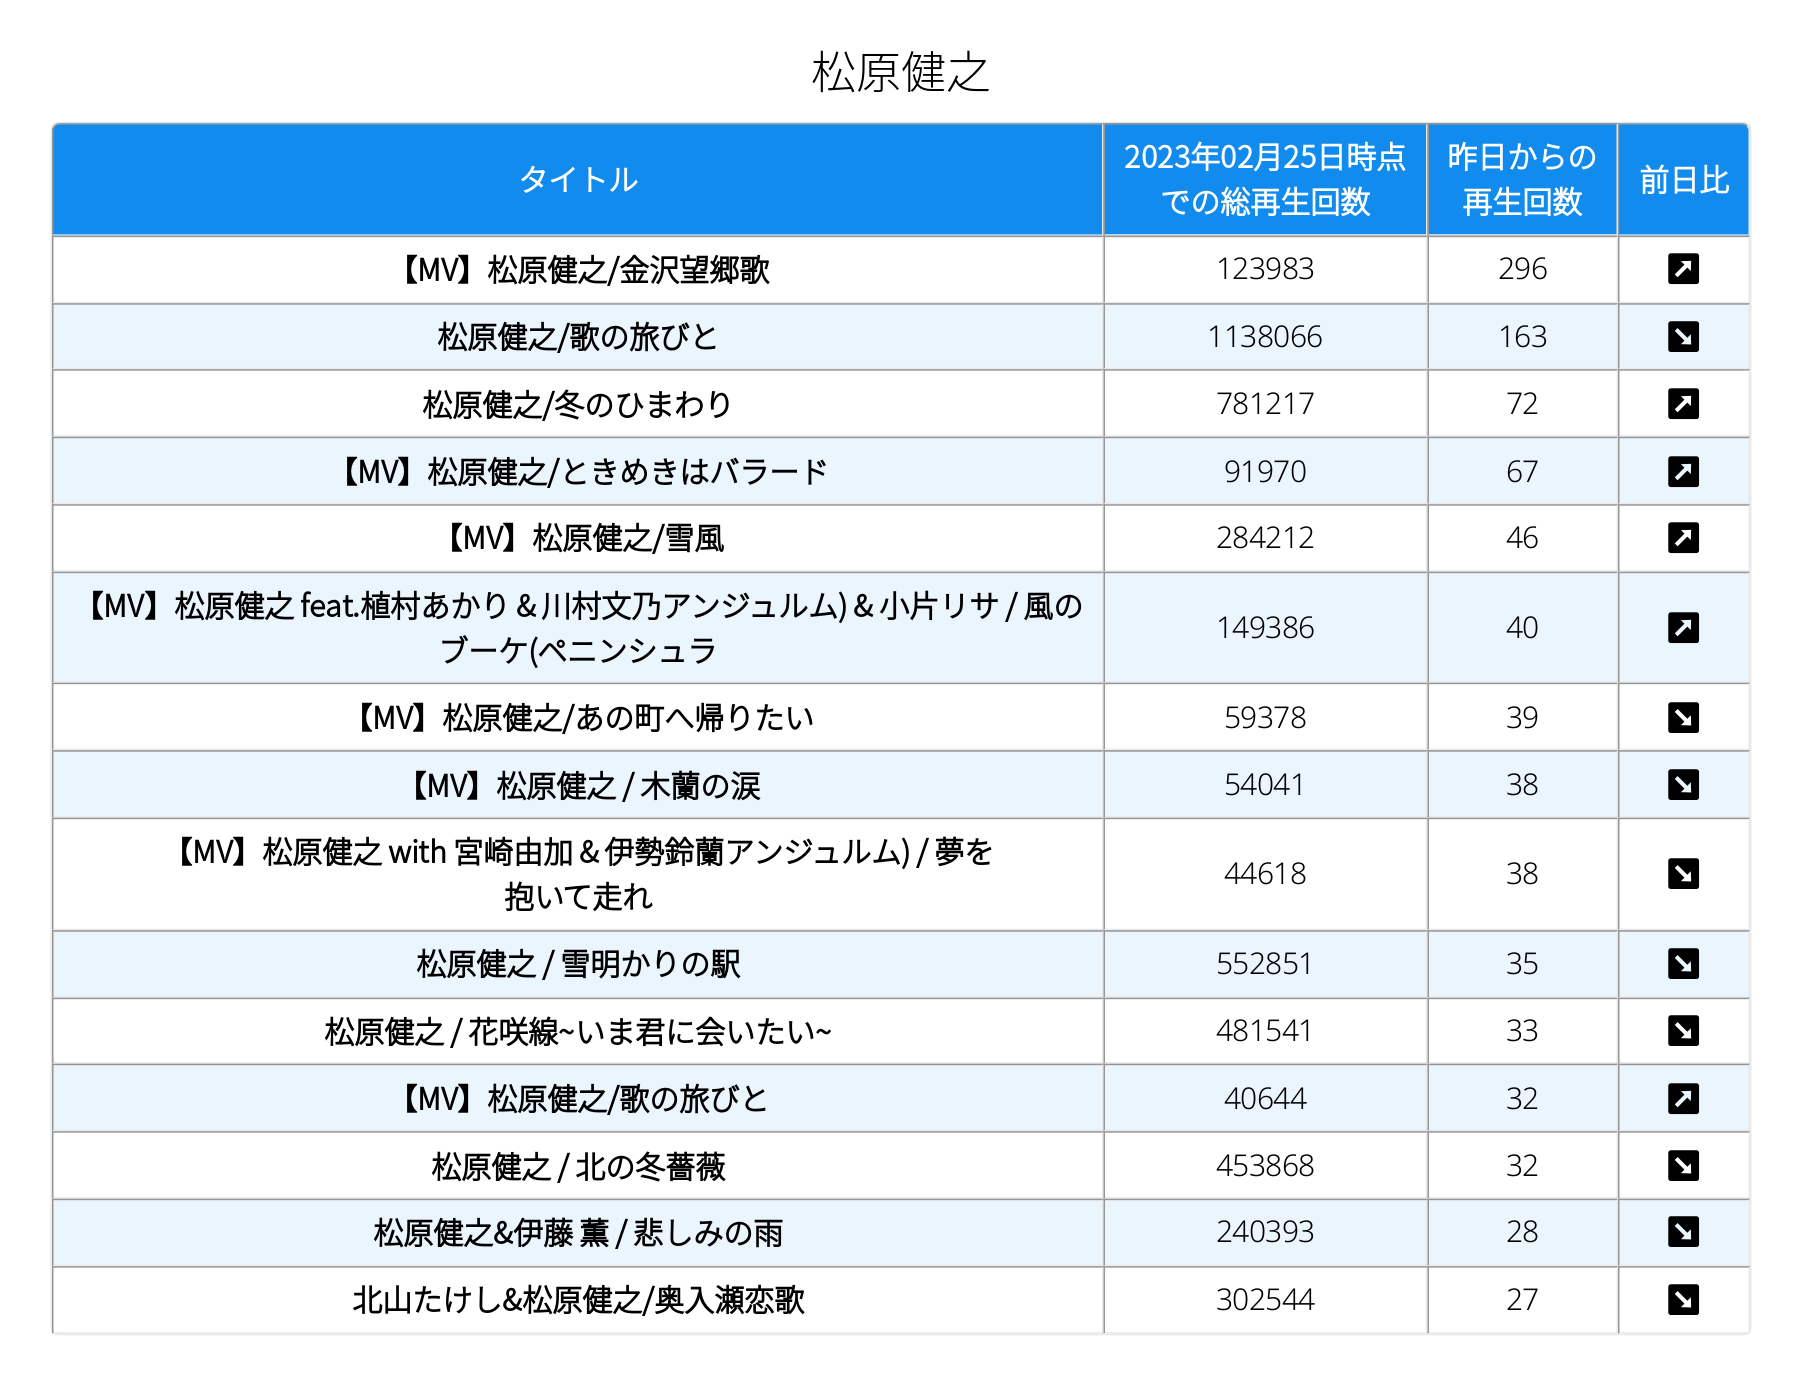 松原健之
タイトル
2023年02月25日時点
での総再生回数
昨日からの
再生回数
前日比
【MV】松原健之/金沢望郷歌 123983 296
松原健之/歌の旅びと 1138066 163
松原健之/冬のひまわり 781217 72
【MV】松原健之/ときめきはバラード 91970 67
【MV】松原健之/雪風 284212 46
【MV】松原健之 feat.植村あかり & 川村文乃アンジュルム) & 小片リサ / 風の
ブーケ(ペニンシュラ
149386 40
【MV】松原健之/あの町へ帰りたい 59378 39
【MV】松原健之 / 木蘭の涙 54041 38
【MV】松原健之 with 宮崎由加 & 伊勢鈴蘭アンジュルム) / 夢を
抱いて走れ
44618 38
松原健之 / 雪明かりの駅 552851 35
松原健之 / 花咲線~いま君に会いたい~ 481541 33
【MV】松原健之/歌の旅びと 40644 32
松原健之 / 北の冬薔薇 453868 32
松原健之&伊藤 薫 / 悲しみの雨 240393 28
北山たけし&松原健之/奥入瀬恋歌 302544 27